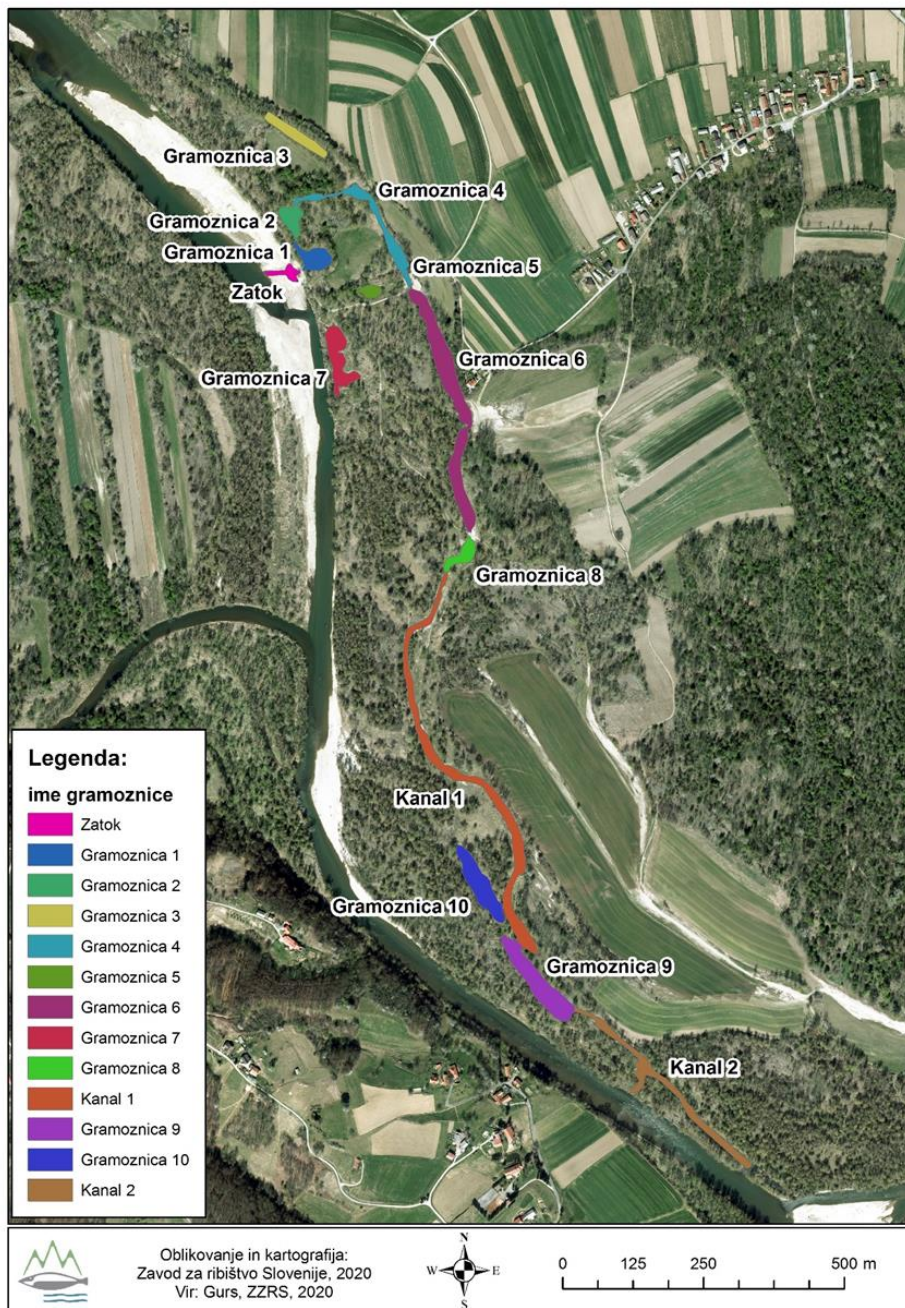 Gramoznica 3
Gramoznica 4
Gramoznica 2
Gramoznica 1
Gramoznica 5
Zatok
Gramoznica 6
Gramoznica 7
Gramoznica 8
Kanal 1
Gramoznica 10
Gramoznica 9
Kanal 2
Legenda:
ime gramoznice
Zatok
Gramoznica 1
Gramoznica 2
Gramoznica 3
Gramoznica 4
Gramoznica 5
Gramoznica 6
Gramoznica 7
Gramoznica 8
Kanal 1
Gramoznica 9
Gramoznica 10
Kanal 2
Oblikovanje in kartografija:
Zavod za ribištvo Slovenije, 2020
Vir: Gurs, ZZRS, 2020
N
W E
S
0 125 250 500 m